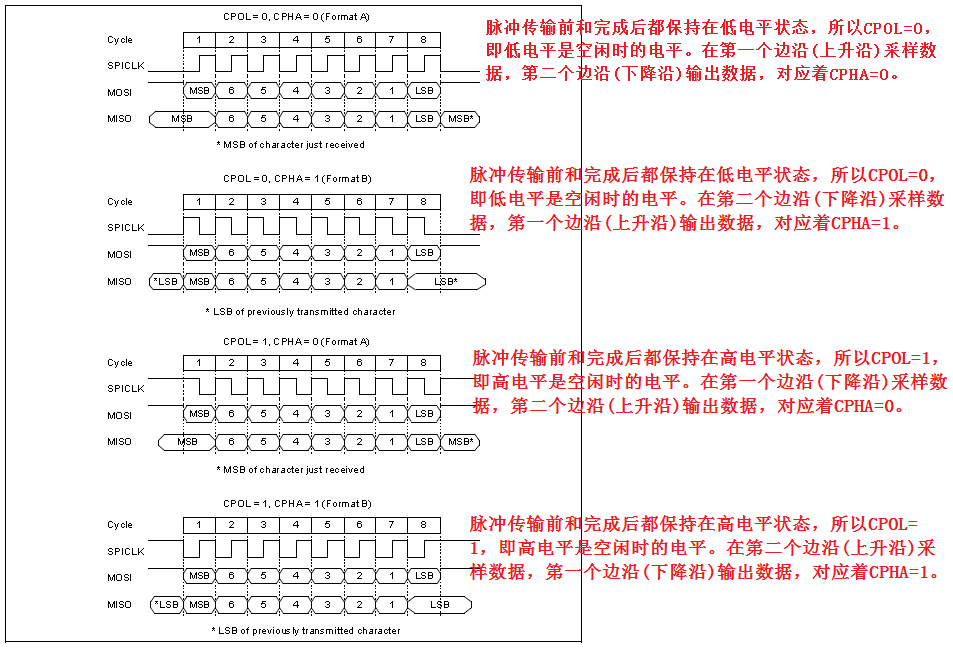 CPOL = 0, CPHA = 0 (Format A)
脉冲传输前和完成后都保持在低电平状态，所以CPOL=0，
即低电平是空闲时的电平。在第一个边沿(上升沿)采样数
据，第二个边沿(下降沿)输出数据，对应着CPHA=0。
Cycle 1 2 3 4 5 6 7 8
SPICLK
MOSI MSB 6 5 4 3 2 1 LSB
MISO MSB 6 5 4 3 2 1 LSB MSB*
* MSB of character just received
CPOL = 0, CPHA = 1 (Format B)
脉冲传输前和完成后都保持在低电平状态，所以CPOL=0，
即低电平是空闲时的电平。在第二个边沿(下降沿)采样数
据，第一个边沿(上升沿)输出数据，对应着CPHA=1。
Cycle 1 2 3 4 5 6 7 8
SPICLK
MOSI MSB 6 5 4 3 2 1 LSB
MISO *LSB MSB 6 5 4 3 2 1 LSB*
* LSB of previously transmitted character
CPOL = 1, CPHA = 0 (Format A)
脉冲传输前和完成后都保持在高电平状态，所以CPOL=1，
即高电平是空闲时的电平。在第一个边沿(下降沿)采样数
据，第二个边沿(上升沿)输出数据，对应着CPHA=0。
Cycle 1 2 3 4 5 6 7 8
SPICLK
MOSI MSB 6 5 4 3 2 1 LSB
MISO MSB 6 5 4 3 2 1 LSB MSB*
* MSB of character just received
CPOL = 1, CPHA = 1 (Format B)
脉冲传输前和完成后都保持在高电平状态，所以CPOL=
1，即高电平是空闲时的电平。在第二个边沿(上升沿)采
样数据，第一个边沿(下降沿)输出数据，对应着CPHA=1。
Cycle 1 2 3 4 5 6 7 8
SPICLK
MOSI MSB 6 5 4 3 2 1 LSB
MISO *LSB MSB 6 5 4 3 2 1 LSB
* LSB of previously transmitted character